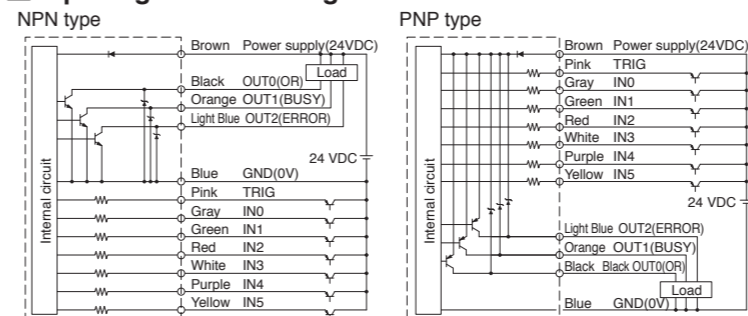 NPN type
Brown Power supply(24VDC)
Load
Black OUT0(OR)
Orange OUT1(BUSY)
Light Blue OUT2(ERROR)
24 VDC
Blue GND(0V)
Pink TRIG
Gray IN0
Green IN1
Red IN2
White IN3
Purple IN4
Yellow IN5
Internal circuit
PNP type
Brown Power supply(24VDC)
Pink TRIG
Gray IN0
Green IN1
Red IN2
White IN3
Purple IN4
Yellow IN5
24 VDC
Light Blue OUT2(ERROR)
Orange OUT1(BUSY)
Black Black OUT0(OR)
Load
Blue GND(0V)
Internal circuit